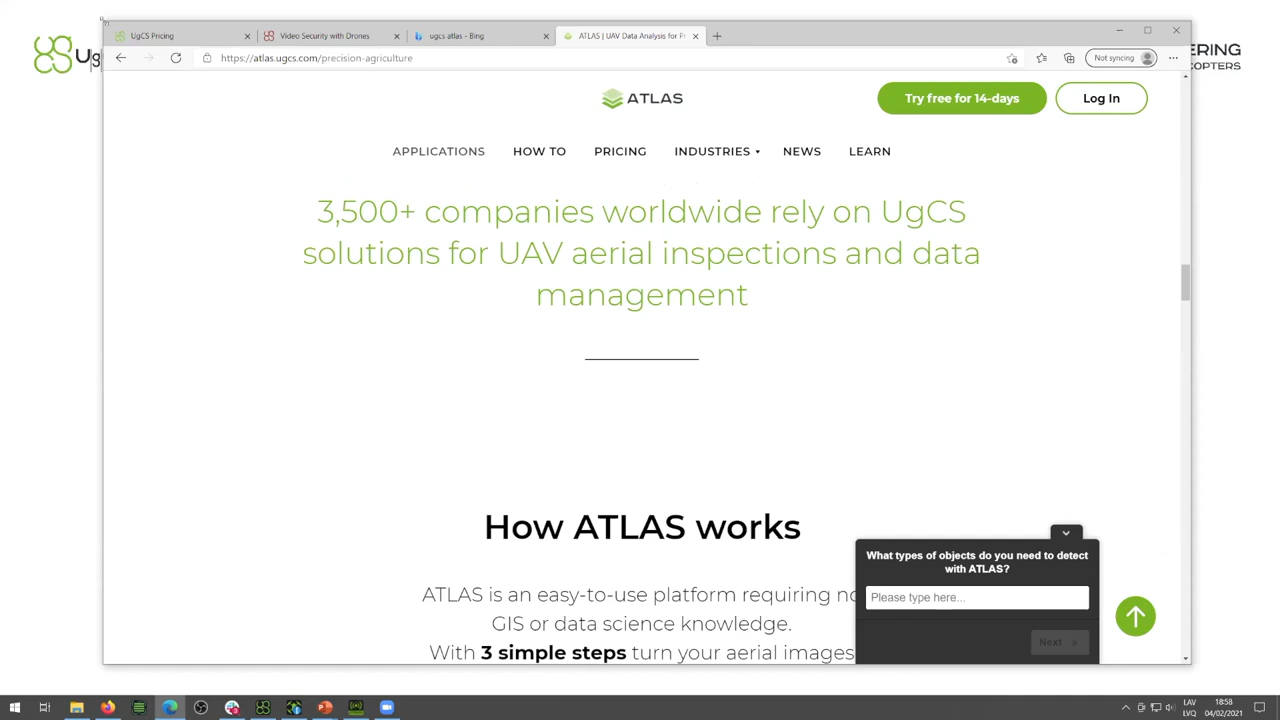 UgCS Pricing
Video Security with Drones
ugcs atlas - Bing
ATLAS | UAV Data Analysis for Pr
Ug
ERING
COPTERS
https://atlas.ugcs.com/precision-agriculture
Not syncing
ATLAS
Try free for 14-days
Log In
APPLICATIONS
HOW TO
PRICING
INDUSTRIES
NEWS
LEARN
3,500+ companies worldwide rely on UgCS
solutions for UAV aerial inspections and data
management
How ATLAS works
ATLAS is an easy-to-use platform requiring no
GIS or data science knowledge.
With 3 simple steps turn your aerial images
What types of objects do you need to detect
with ATLAS?
Please type here...
Next
LAV
LVQ
18:58
04/02/2021